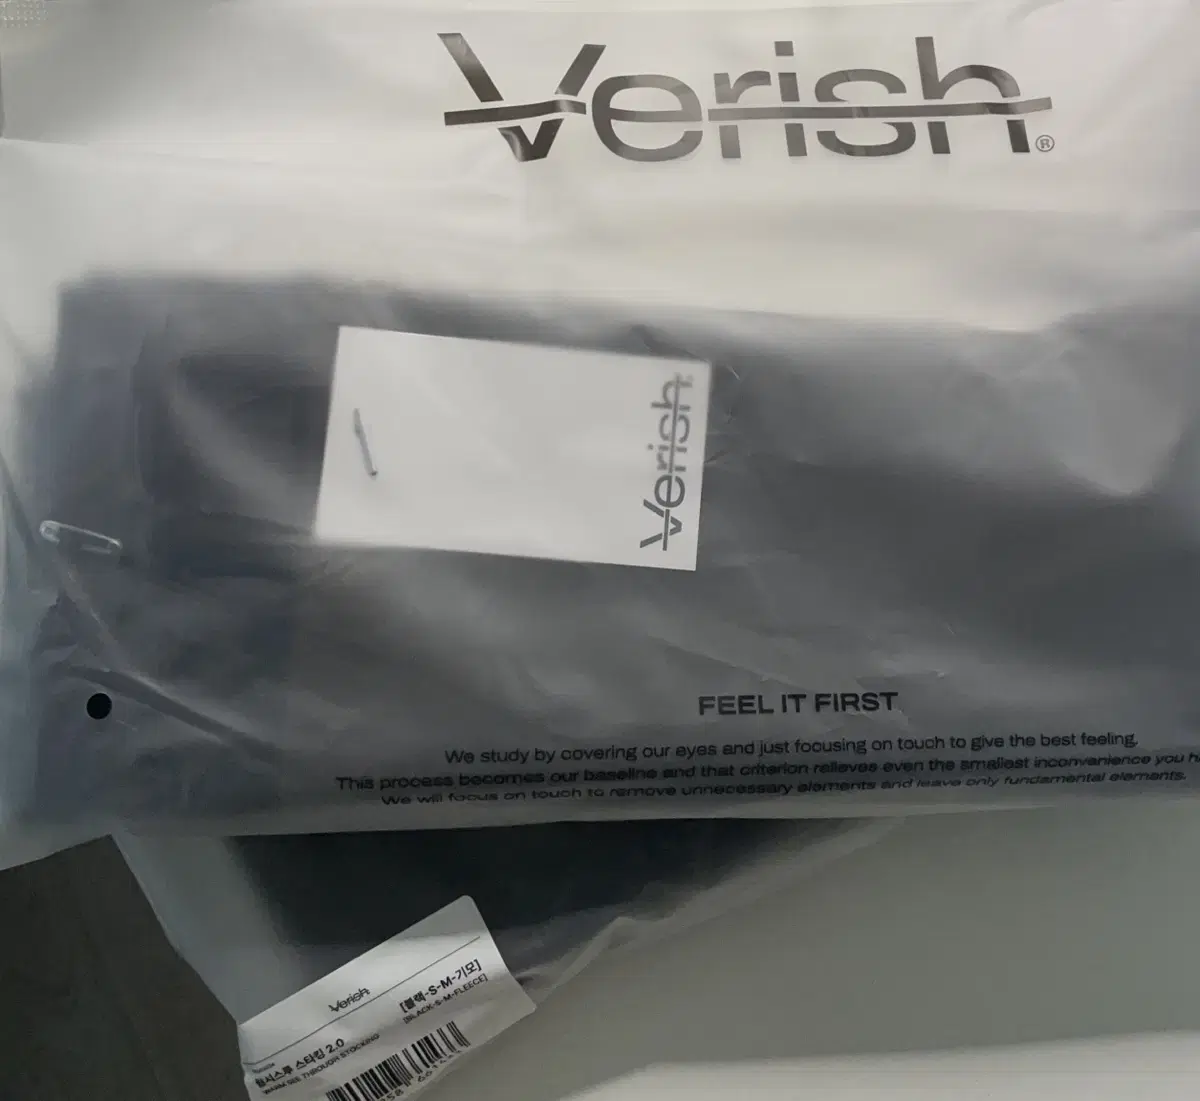 Verish®
Verish
FEEL IT FIRST
We study by covering our eyes and just focusing on touch to give the best feeling,
This process becomes our baseline and that criterion relieves even the smallest inconvenience you
We will focus on touch to remove unnecessary elements and leave only fundamental elements.
Verish
[블랙-S-M-기모]
[BLACK-S-M-FLEECE]
웜시스루 스타킹 2.0
WARM SEE THROUGH STOCKING